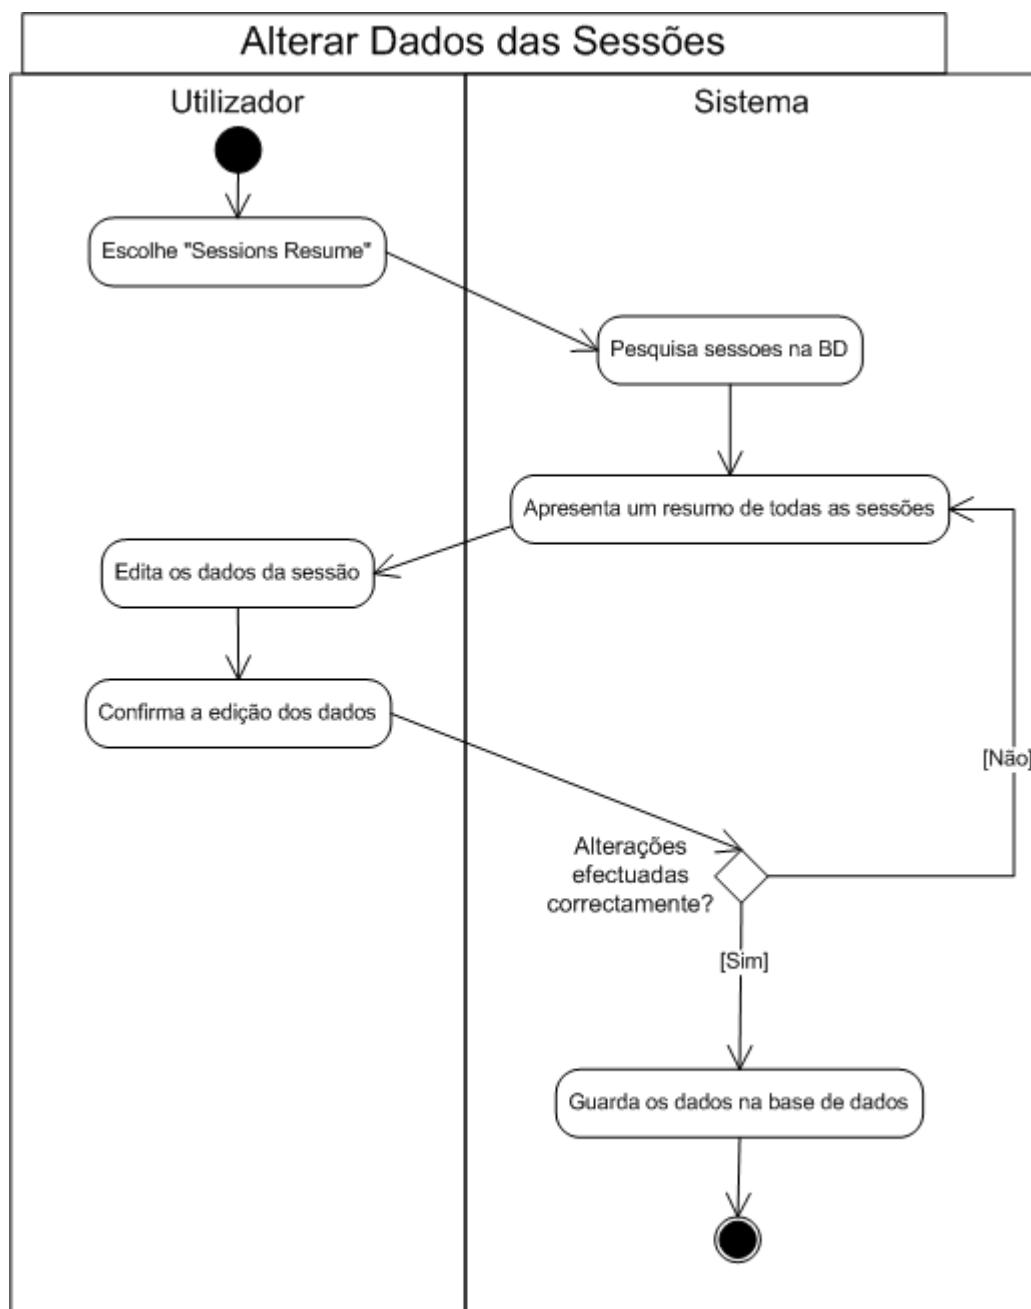 Alterar Dados das Sessões
Utilizador
Sistema
Escolhe "Sessions Resume"
Pesquisa sessoes na BD
Apresenta um resumo de todas as sessões
Edita os dados da sessão
Confirma a edição dos dados
[Não]
Alterações
efectuadas
correctamente?
[Sim]
Guarda os dados na base de dados